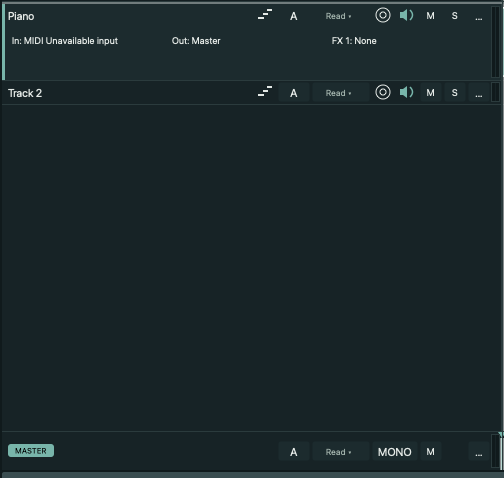 Piano A Read M S ...
In: MIDI Unavailable input Out: Master FX 1: None
Track 2 A Read M S ...
MASTER A Read MONO M ...